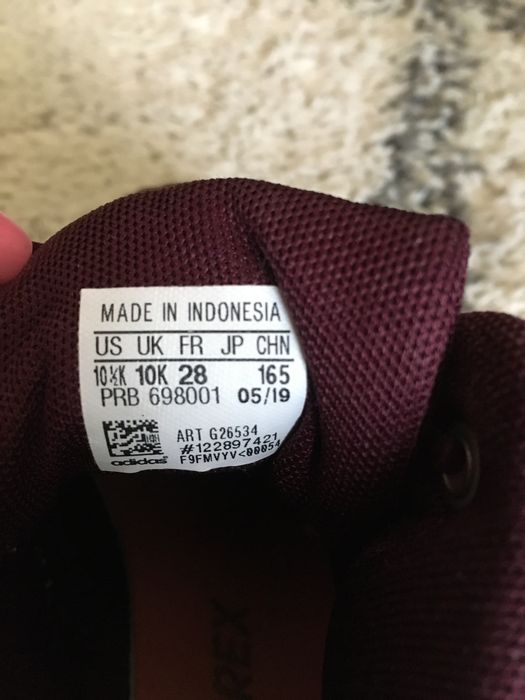 MADE IN INDONESIA
US UK FR JP CHN
10½K 10K 28 165
PRB 698001 05/19
ART G26534
#122897421
F9FMVYV<00054
adidas
REX